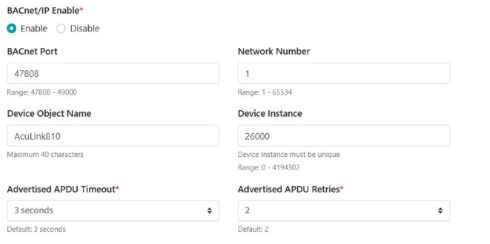 BACnet/IP Enable*
Enable Disable
BACnet Port Network Number
47808 1
Range: 47808 - 49000 Range: 1 - 65534
Device Object Name Device Instance
AcuLink810 26000
Maximum 40 characters Device Instance must be unique
Range: 0 - 4194302
Advertised APDU Timeout* Advertised APDU Retries*
3 seconds 2
Default: 3 seconds Default: 2